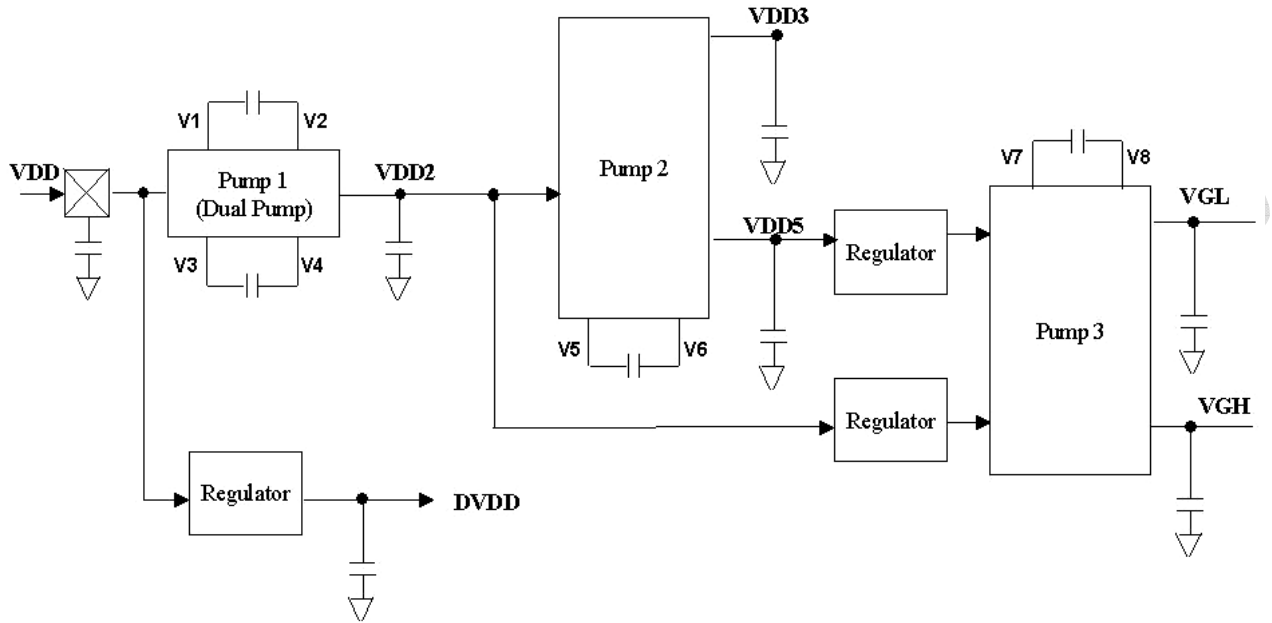 VDD3
V1
V2
V7
V8
VDD
Pump 1
(Dual Pump)
VDD2
Pump 2
VGL
VDD5
Regulator
V3
V4
Pump 3
V5
V6
Regulator
VGH
Regulator
DVDD